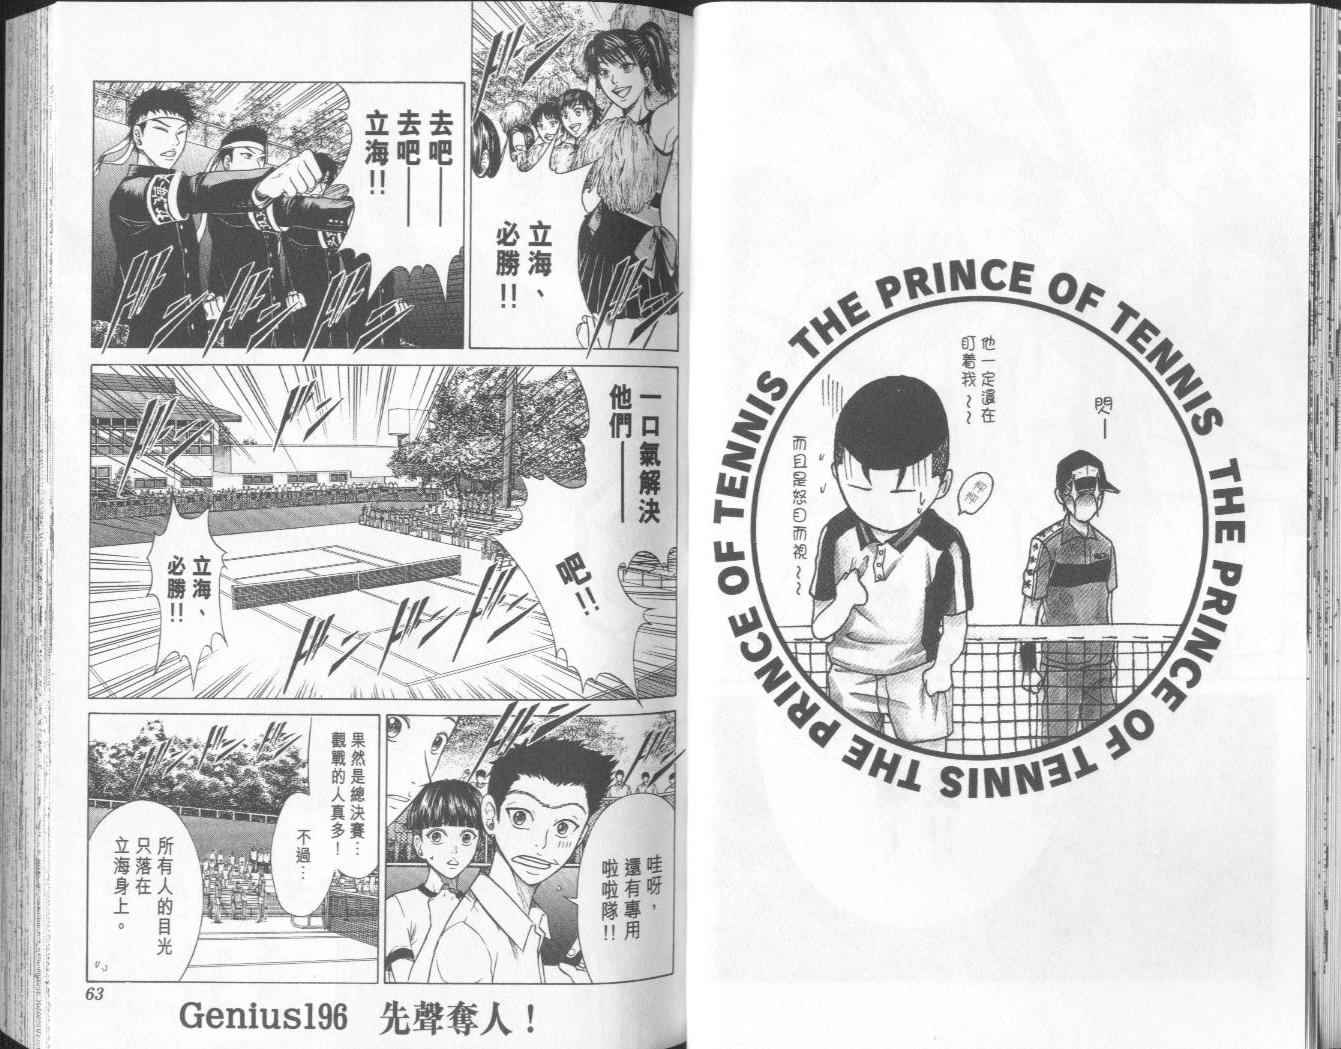 THE PRINCE OF TENNIS THE PRINCE OF TENNIS THE PRINCE OF TENNIS
閃—
他一定還在
盯着我～～
而且是怒目而視～～
立海、
必勝!!
去吧——
去吧——
立海!!
一口氣解決
他們——
吧!!
立海、
必勝!!
哇呀，
還有專用
啦啦隊!!
果然是總決賽…
觀戰的人真多！
不過…
所有人的目光
只落在
立海身上。
63
Genius196 先聲奪人！